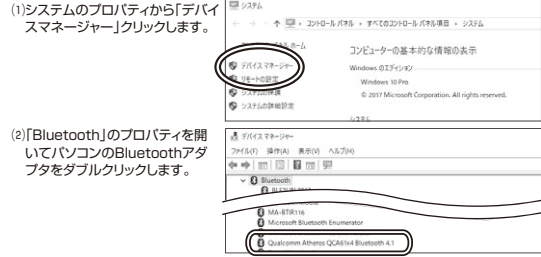 ⑴システムのプロパティから「デバイ
スマネージャー」クリックします。
システム
コントロール パネル › すべてのコントロール パネル項目 › システム
ホーム
デバイス マネージャー
リモートの設定
システムの保護
システムの詳細設定
コンピューターの基本的な情報の表示
Windows のエディション
Windows 10 Pro
© 2017 Microsoft Corporation. All rights reserved.
システム
⑵「Bluetooth」のプロパティを開
いてパソコンのBluetoothアダ
プタをダブルクリックします。
デバイス マネージャー
ファイル(F) 操作(A) 表示(V) ヘルプ(H)
Bluetooth
MA-BTIR116
Microsoft Bluetooth Enumerator
Qualcomm Atheros QCA61x4 Bluetooth 4.1